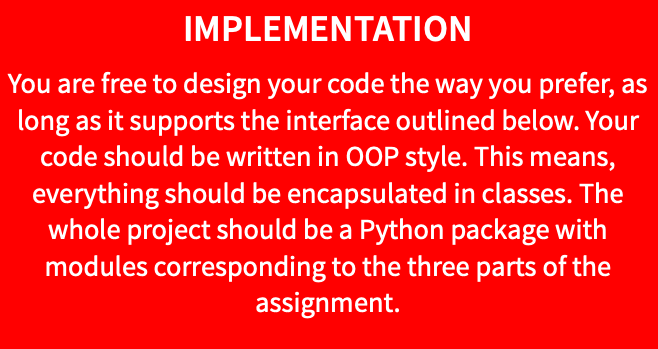 IMPLEMENTATION
You are free to design your code the way you prefer, as
long as it supports the interface outlined below. Your
code should be written in OOP style. This means,
everything should be encapsulated in classes. The
whole project should be a Python package with
modules corresponding to the three parts of the
assignment.